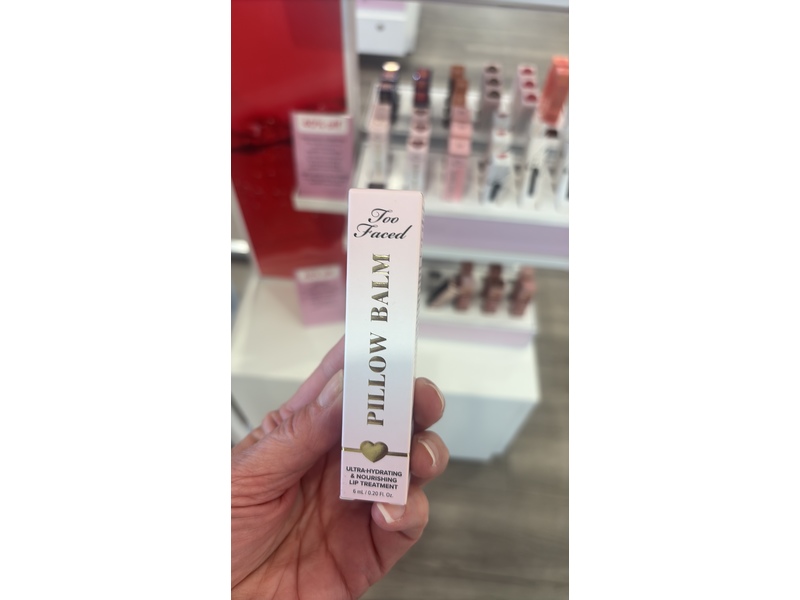 Too
Faced
PILLOW BALM
ULTRA-HYDRATING
& NOURISHING
LIP TREATMENT
6 mL / 0.20 Fl. Oz.